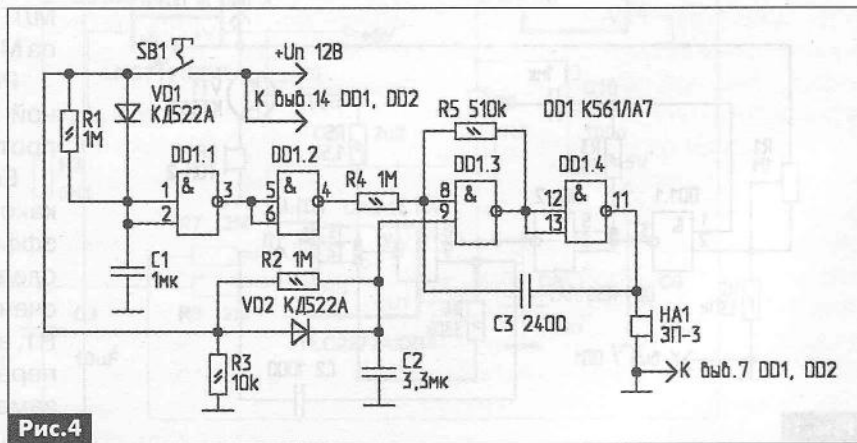 SB1
+Uп 12В
К выв.14 DD1, DD2
VD1
КД522А
R1
1М
R5 510k
DD1 К561ЛА7
DD1.1
DD1.2
R4 1М
DD1.3
DD1.4
1
2
&
3
5
6
&
4
8
9
&
12
13
&
11
C1
1мк
R2 1М
VD2 КД522А
C3 2400
HA1
ЗП-3
R3
10k
C2
3,3мк
К выв.7 DD1, DD2
Рис.4